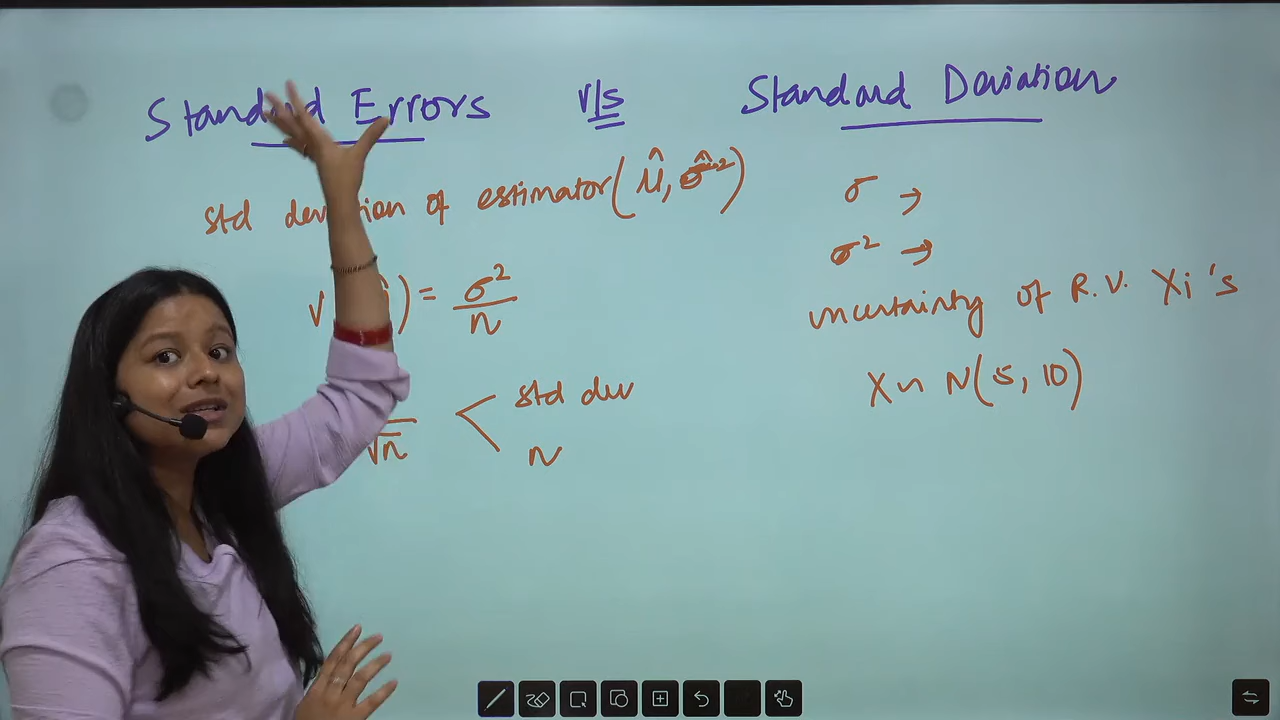 Standard Errors v/s Standard Deviation
std deviation of estimator (μ̂, σ̂²)
σ →
σ² →
V ) = σ²/n
uncertainty of R.V. Xi's
X ~ N(5, 10)
√n < std dev
n